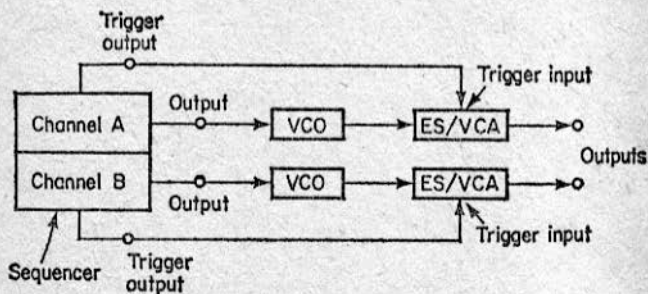 Trigger
output
Trigger input
Output
Channel A
VCO
ES/VCA
Outputs
Channel B
VCO
ES/VCA
Output
Trigger input
Sequencer
Trigger
output